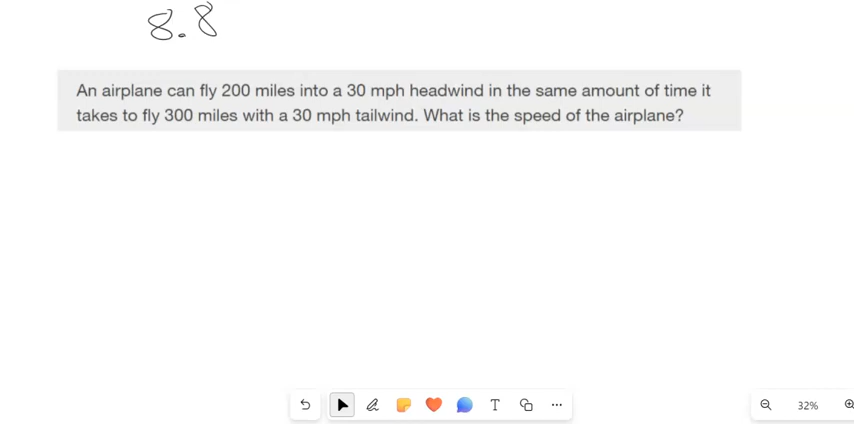 8.8
An airplane can fly 200 miles into a 30 mph headwind in the same amount of time it
takes to fly 300 miles with a 30 mph tailwind. What is the speed of the airplane?
T
32%